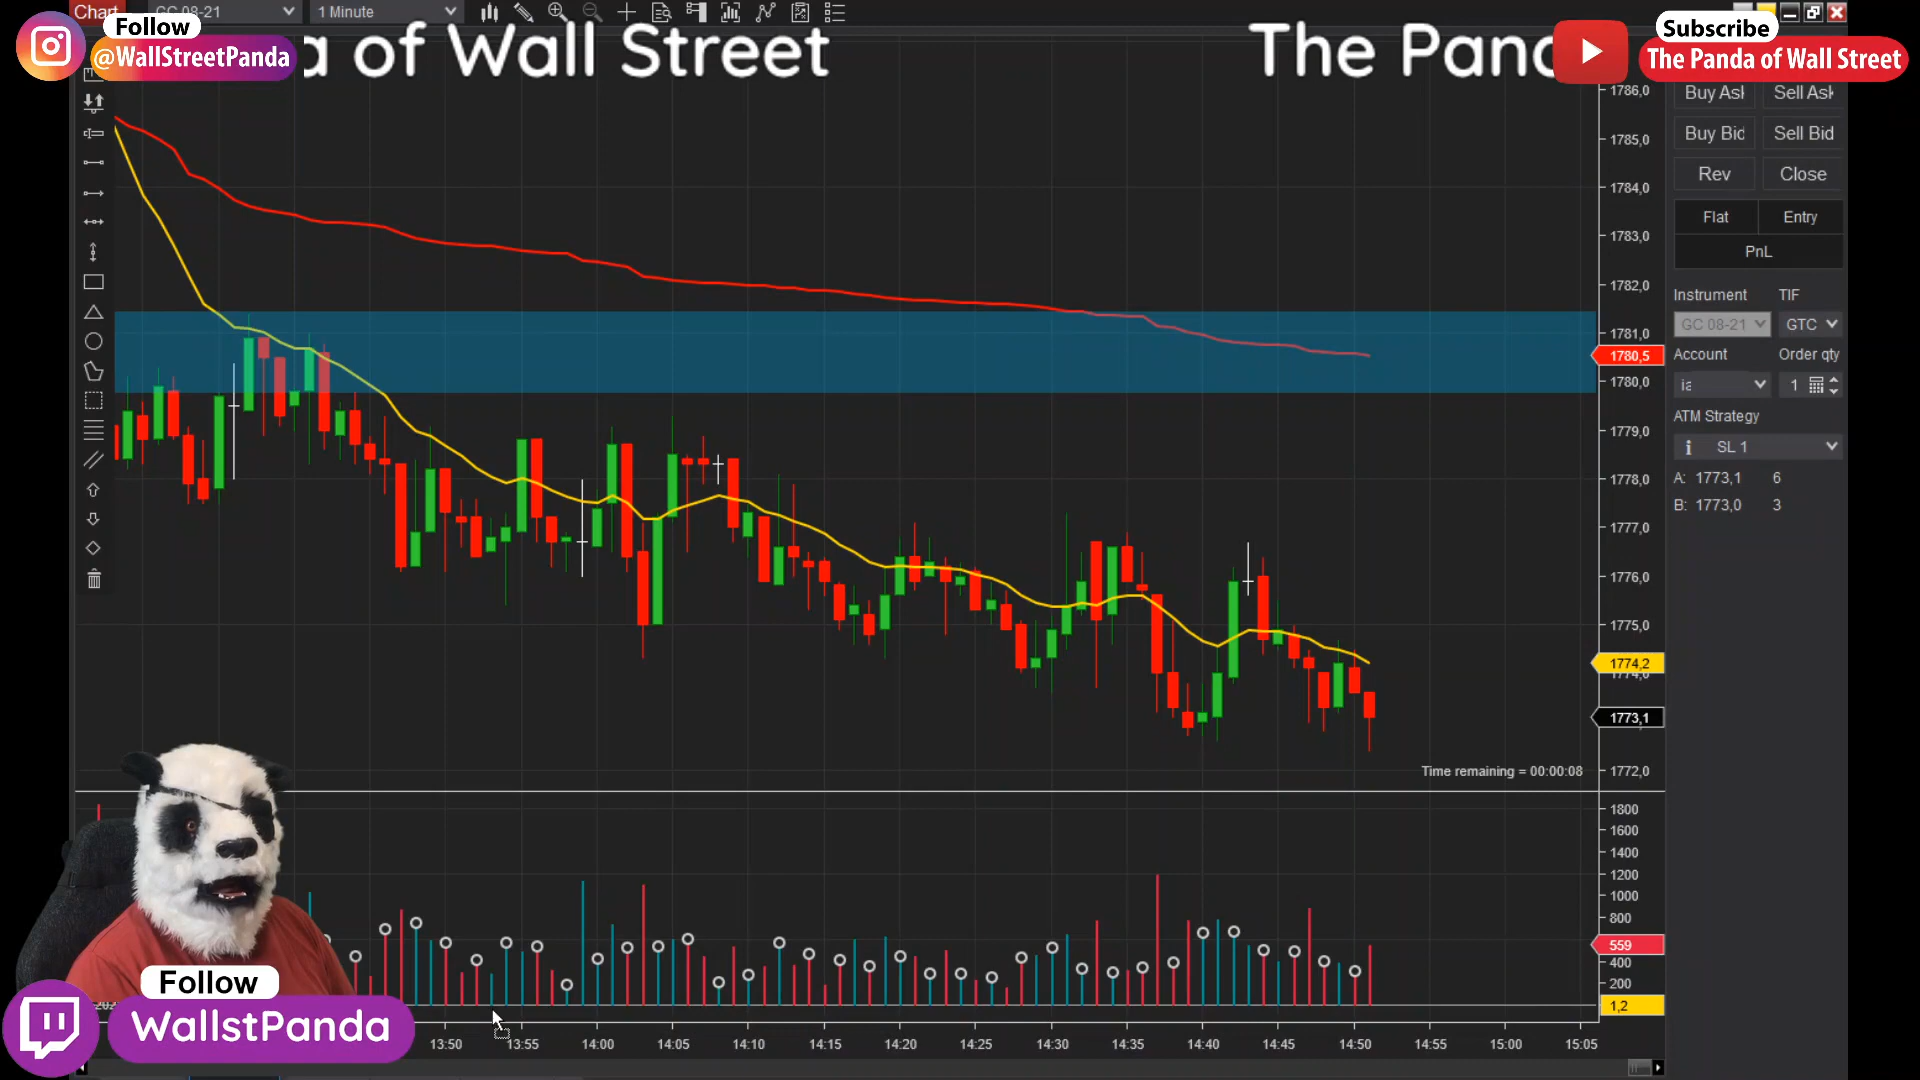 Chart
GC 08-21
1 Minute
Follow
@WallStreetPanda
a of Wall Street
The Pand
Subscribe
The Panda of Wall Street
1786,0
1785,0
1784,0
1783,0
1782,0
1781,0
1780,5
1780,0
1779,0
1778,0
1777,0
1776,0
1775,0
1774,2
1774,0
1773,1
1772,0
Time remaining = 00:00:08
Buy Ask
Sell Ask
Buy Bid
Sell Bid
Rev
Close
Flat
Entry
PnL
Instrument
TIF
GC 08-21
GTC
Account
Order qty
1
ATM Strategy
SL 1
A: 1773,1 6
B: 1773,0 3
1800
1600
1400
1200
1000
800
559
400
200
1,2
Follow
WallstPanda
13:50
13:55
14:00
14:05
14:10
14:15
14:20
14:25
14:30
14:35
14:40
14:45
14:50
14:55
15:00
15:05